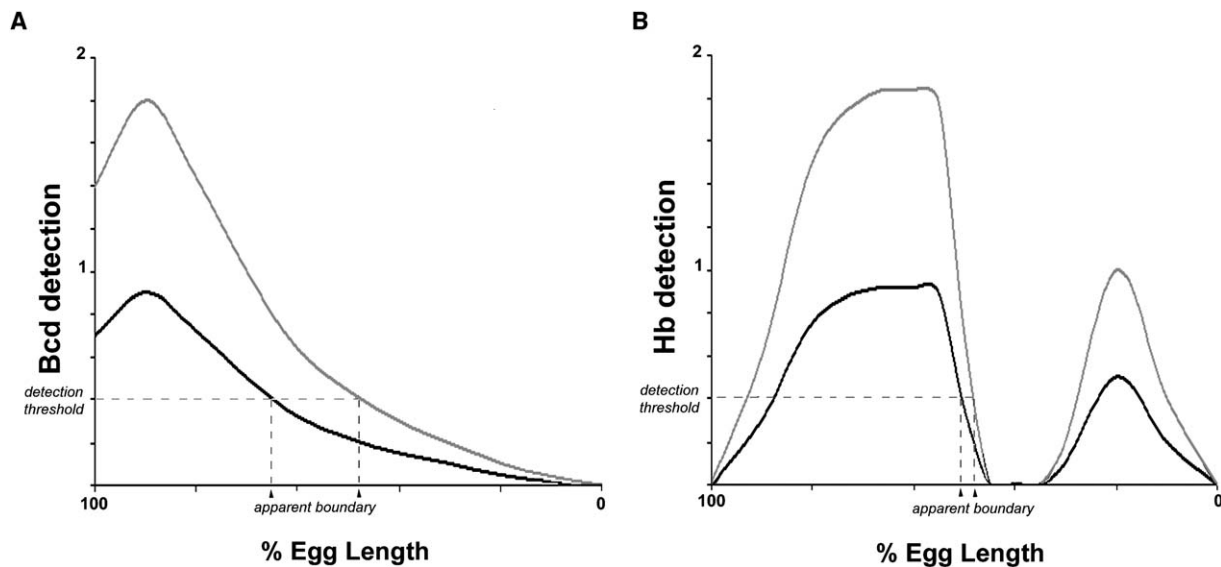 A
2
Bcd detection
1
detection
threshold
100
0
apparent boundary
% Egg Length
B
2
Hb detection
1
detection
threshold
100
0
apparent boundary
% Egg Length